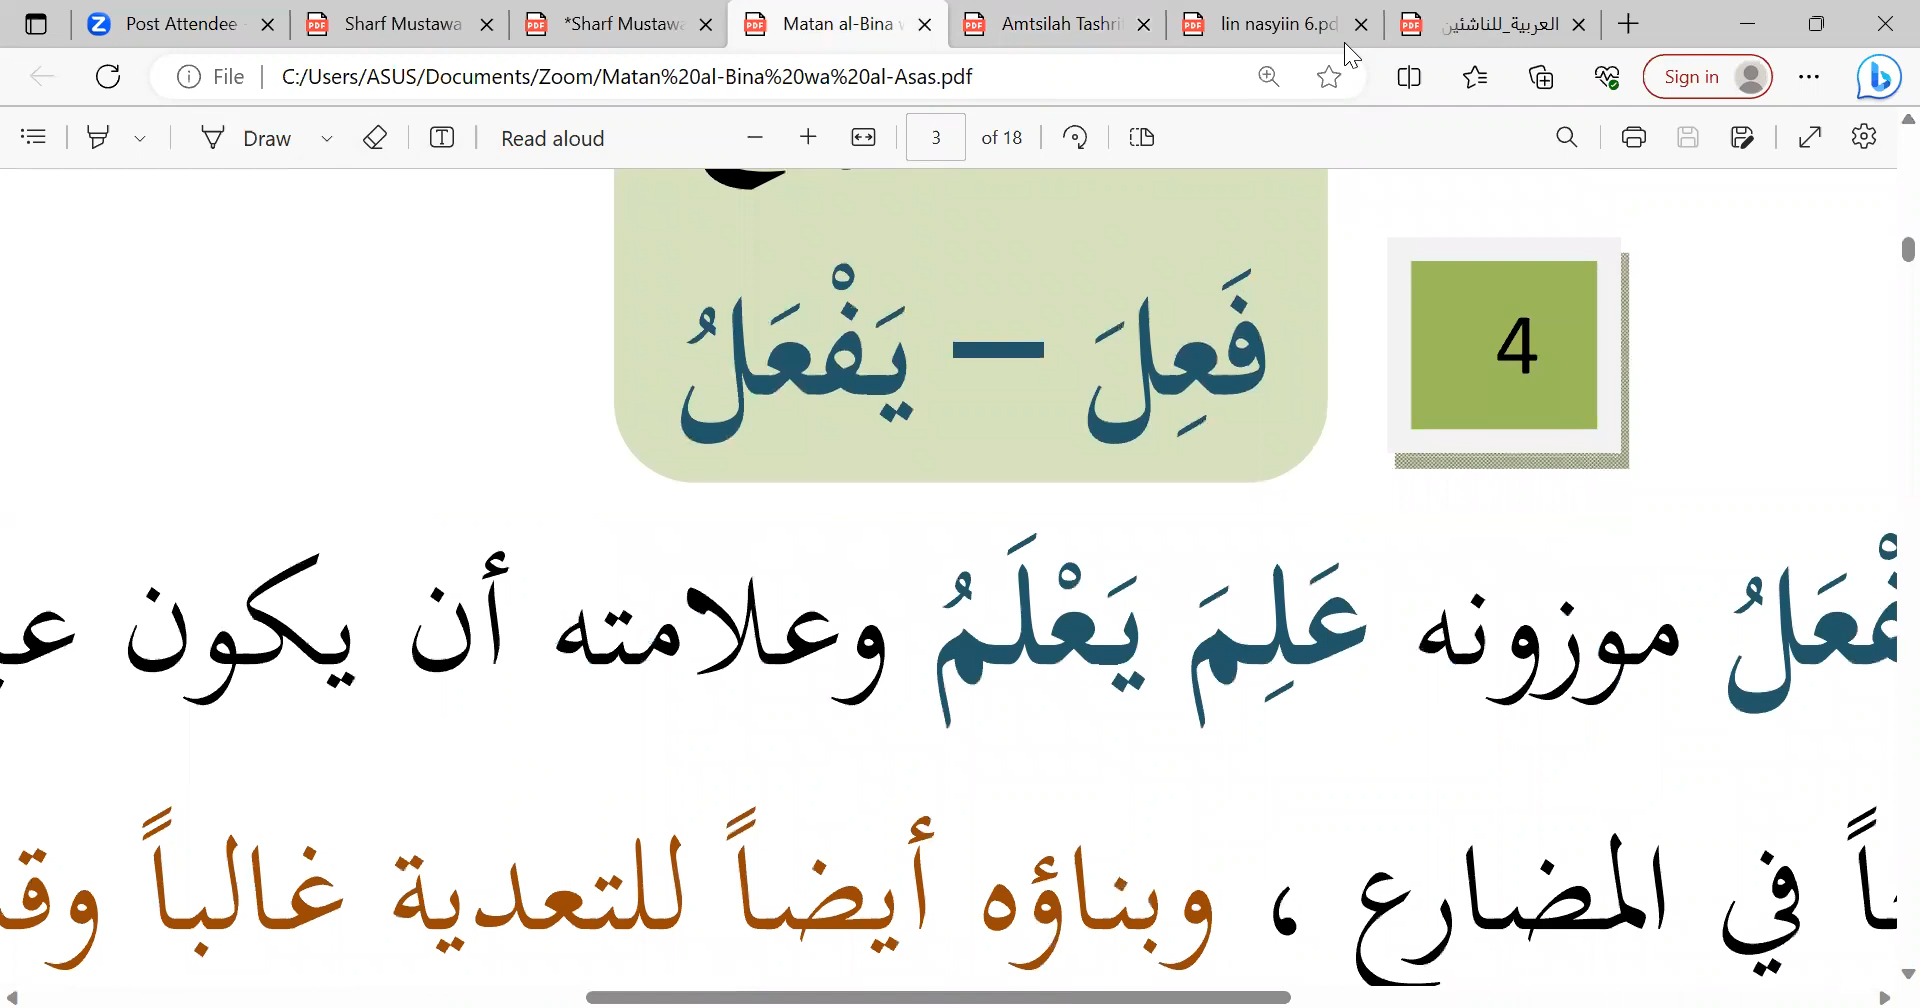 Post Attendee
Sharf Mustawa
*Sharf Mustawa
Matan al-Bina
Amtsilah Tashri
lin nasyiin 6.pd
العربية_للناشئين
File
C:/Users/ASUS/Documents/Zoom/Matan%20al-Bina%20wa%20al-Asas.pdf
Sign in
Draw
Read aloud
3 of 18
فَعِلَ – يَفْعَلُ
4
موزونه عَلِمَ يَعْلَمُ وعلامته أن يكون
في المضارع ، وبناؤه أيضاً للتعدية غالباً